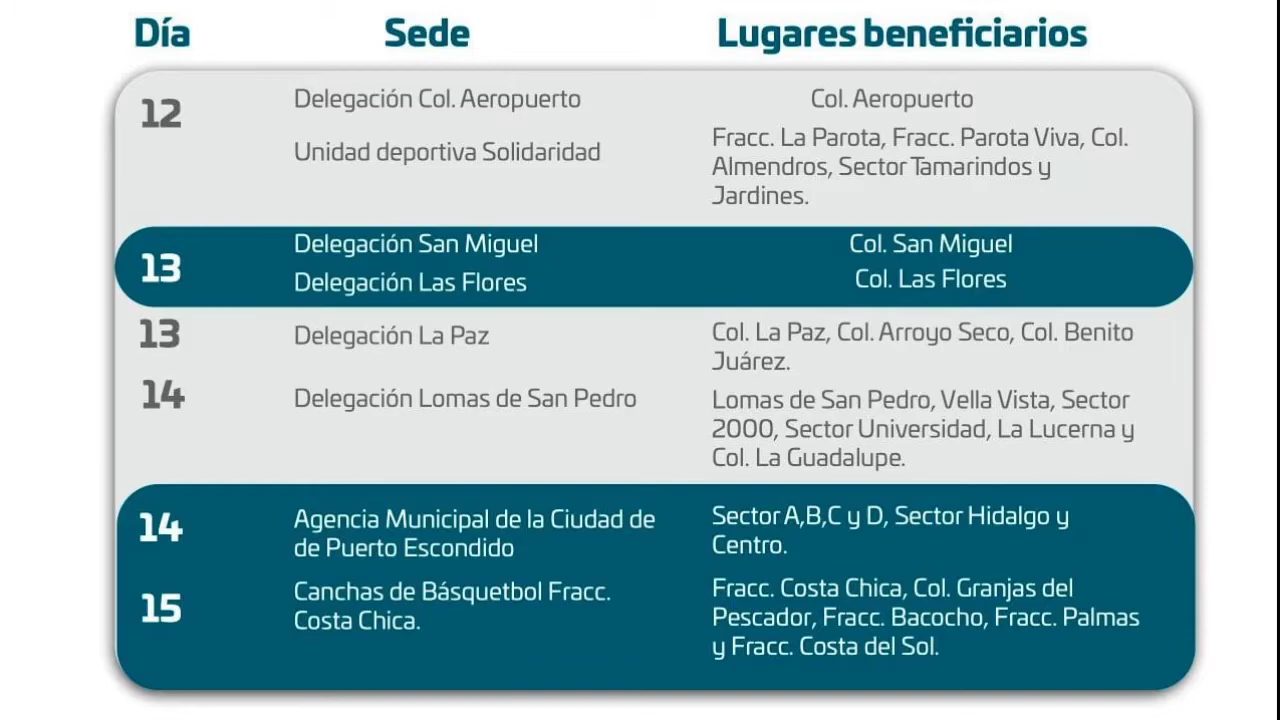 Día Sede Lugares beneficiarios
12 Delegación Col. Aeropuerto Col. Aeropuerto
Unidad deportiva Solidaridad Fracc. La Parota, Fracc. Parota Viva, Col.
Almendros, Sector Tamarindos y
Jardines.
13 Delegación San Miguel Col. San Miguel
Delegación Las Flores Col. Las Flores
13 Delegación La Paz Col. La Paz, Col. Arroyo Seco, Col. Benito
Juárez.
14 Delegación Lomas de San Pedro Lomas de San Pedro, Vella Vista, Sector
2000, Sector Universidad, La Lucerna y
Col. La Guadalupe.
14 Agencia Municipal de la Ciudad de Sector A,B,C y D, Sector Hidalgo y
de Puerto Escondido Centro.
15 Canchas de Básquetbol Fracc. Fracc. Costa Chica, Col. Granjas del
Costa Chica. Pescador, Fracc. Bacocho, Fracc. Palmas
y Fracc. Costa del Sol.